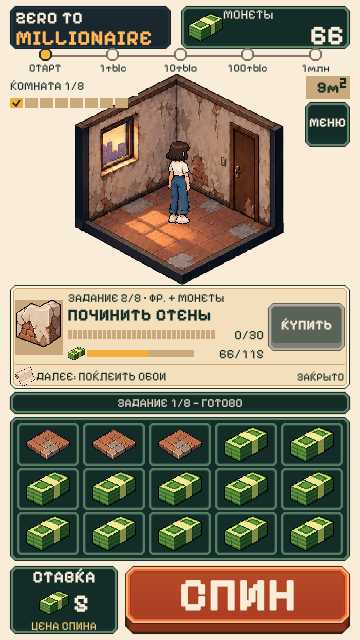 ZERO TO
MILLIONAIRE
МОНЕТЫ
66
СТАРТ
1тыс
10тыс
100тыс
1млн
КОМНАТА 1/8
9м²
МЕНЮ
ЗАДАНИЕ 2/8 · ФР. + МОНЕТЫ
ПОЧИНИТЬ СТЕНЫ
0/30
66/112
КУПИТЬ
ДАЛЕЕ: ПОКЛЕИТЬ ОБОИ
ЗАКРЫТО
ЗАДАНИЕ 1/8 – ГОТОВО
СТАВКА
2
ЦЕНА СПИНА
СПИН